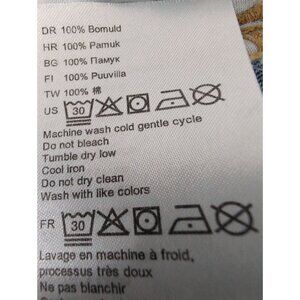 DR 100% Bomuld
HR 100% Pamuk
BG 100% Памук
FI 100% Puuvilla
TW 100% 棉
US 30
Machine wash cold gentle cycle
Do not bleach
Tumble dry low
Cool iron
Do not dry clean
Wash with like colors
FR 30
Lavage en machine à froid,
processus très doux
Ne pas blanchir